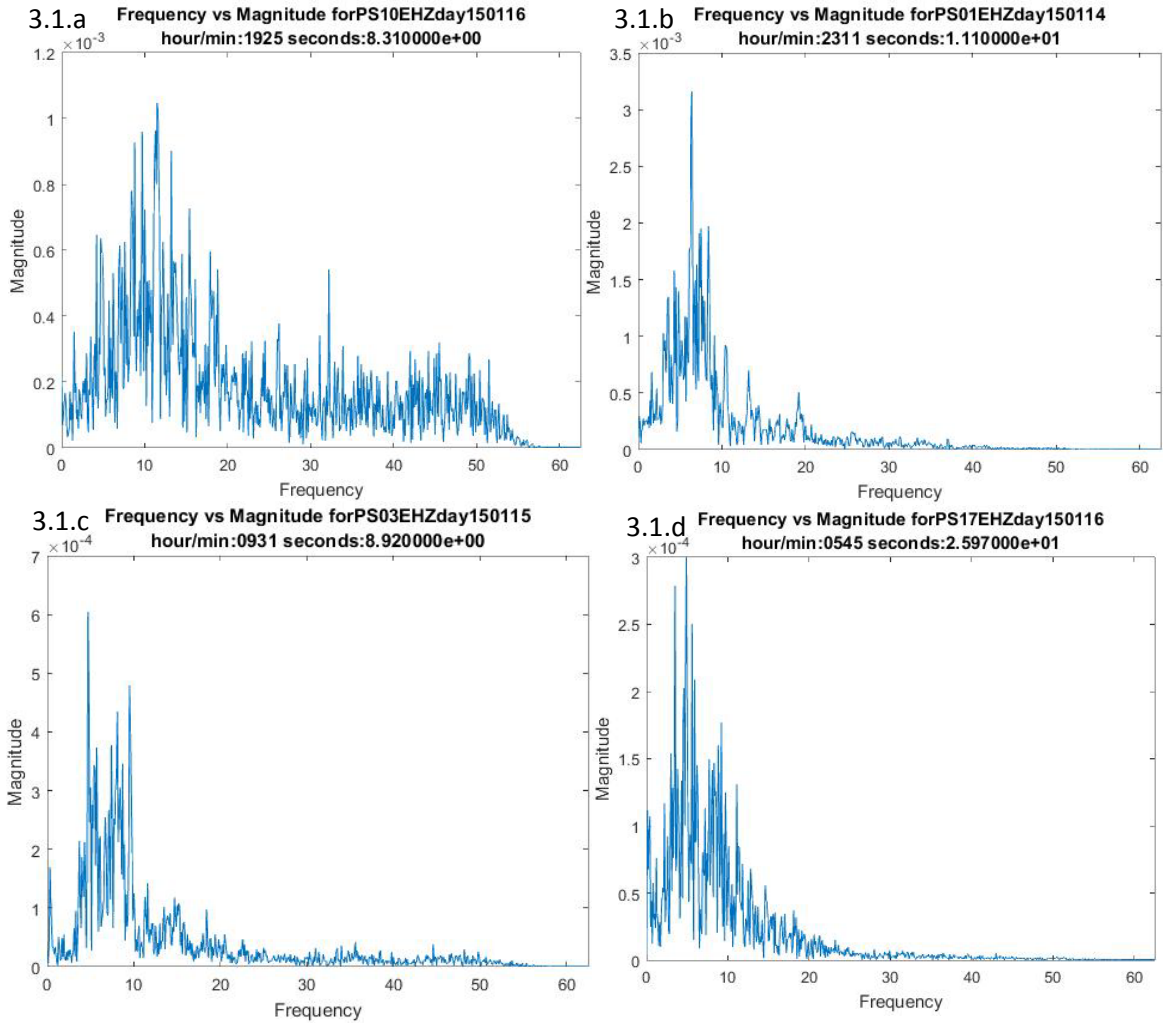 3.1.a
Frequency vs Magnitude forPS10EHZday150116
hour/min:1925 seconds:8.310000e+00
×10-3
1.2
1
0.8
0.6
0.4
0.2
0
Magnitude
0 10 20 30 40 50 60
Frequency
3.1.b
Frequency vs Magnitude forPS01EHZday150114
hour/min:2311 seconds:1.110000e+01
×10-3
3.5
3
2.5
2
1.5
1
0.5
0
Magnitude
0 10 20 30 40 50 60
Frequency
3.1.c
Frequency vs Magnitude forPS03EHZday150115
hour/min:0931 seconds:8.920000e+00
×10-4
7
6
5
4
3
2
1
0
Magnitude
0 10 20 30 40 50 60
Frequency
3.1.d
Frequency vs Magnitude forPS17EHZday150116
hour/min:0545 seconds:2.597000e+01
×10-4
3
2.5
2
1.5
1
0.5
0
Magnitude
0 10 20 30 40 50 60
Frequency